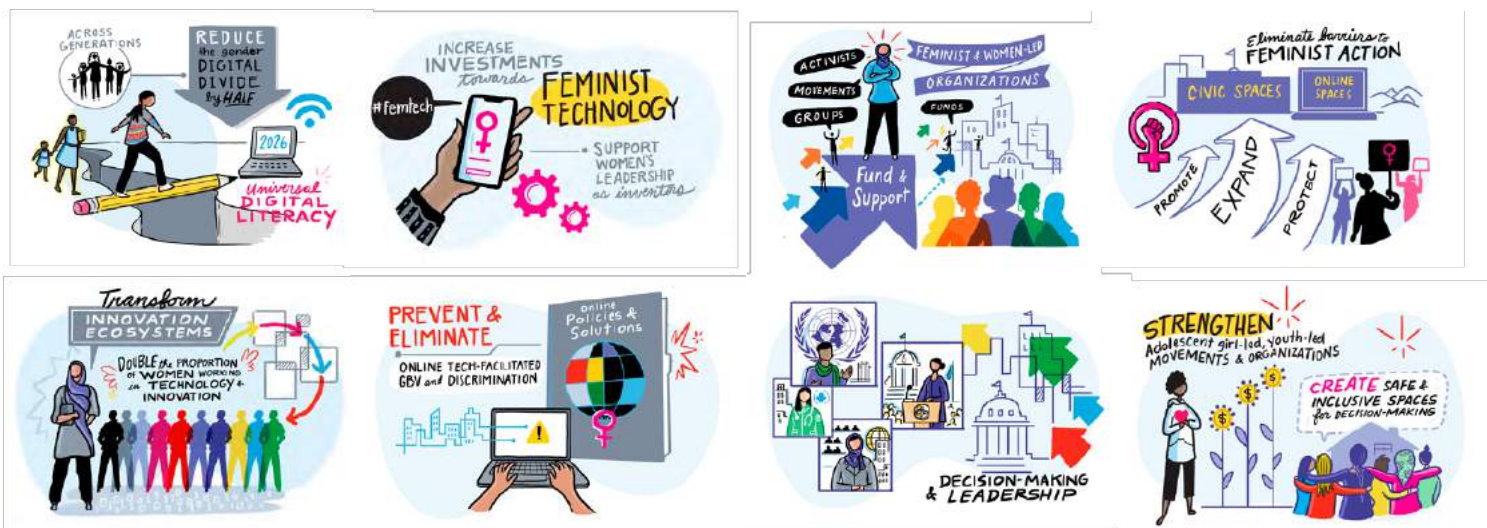 ACROSS
GENERATIONS
REDUCE
the gender
DIGITAL
DIVIDE
by HALF
2026
Universal
DIGITAL
LITERACY
INCREASE
INVESTMENTS
towards
FEMINIST
TECHNOLOGY
#femtech
SUPPORT
WOMEN'S
LEADERSHIP
as inventors
ACTIVISTS
MOVEMENTS
GROUPS
FEMINIST & WOMEN-LED
ORGANIZATIONS
FUNDS
Fund &
Support
Eliminate barriers to
FEMINIST ACTION
CIVIC SPACES
ONLINE
SPACES
PROMOTE
EXPAND
PROTECT
Transform
INNOVATION
ECOSYSTEMS
DOUBLE the PROPORTION
of WOMEN WORKING
in TECHNOLOGY &
INNOVATION
PREVENT &
ELIMINATE
ONLINE TECH-FACILITATED
GBV and DISCRIMINATION
Online
Policies &
Solutions
DECISION-MAKING
& LEADERSHIP
STRENGTHEN
Adolescent girl-led, youth-led
MOVEMENTS & ORGANIZATIONS
CREATE SAFE &
INCLUSIVE SPACES
for DECISION-MAKING